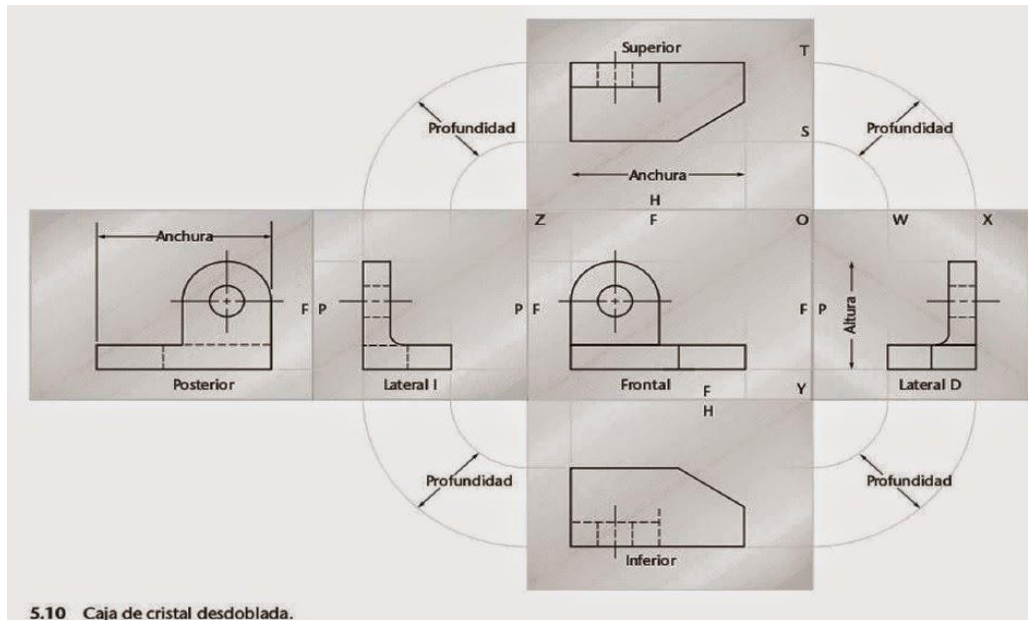 Superior
T
Profundidad
Profundidad
S
Anchura
H
Z
F
O
W
X
Anchura
F
P
P
F
F
P
Altura
Posterior
Lateral I
Frontal
F
Y
Lateral D
H
Profundidad
Profundidad
Inferior
5.10 Caja de cristal desdoblada.